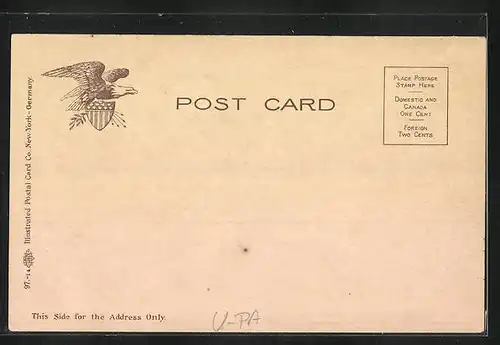 POST CARD
PLACE POSTAGE
STAMP HERE
DOMESTIC AND
CANADA
ONE CENT
FOREIGN
TWO CENTS
97.-14 Illustrated Postal Card Co. New-York - Germany.
This Side for the Address Only.
U-PA